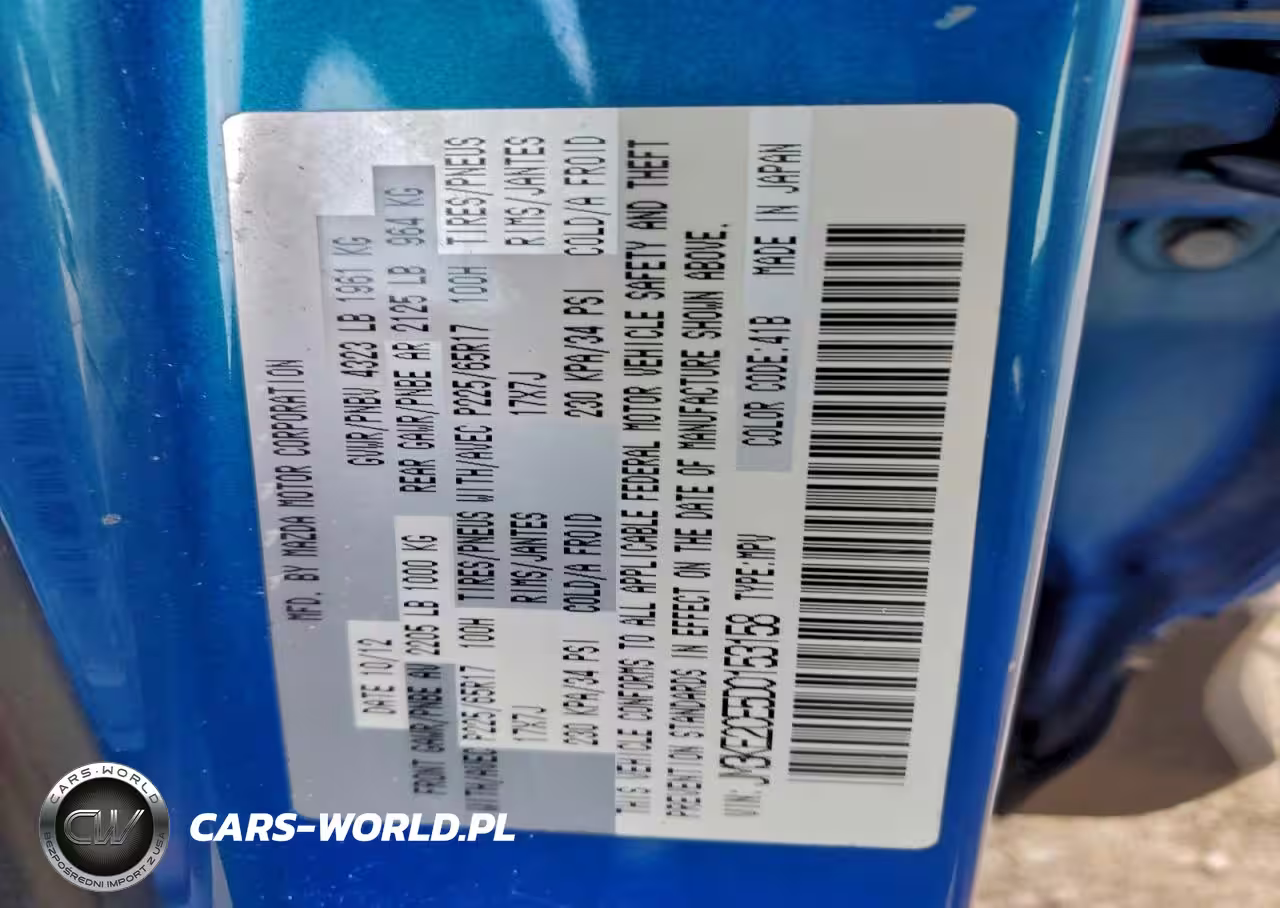 MFD. BY MAZDA MOTOR CORPORATION
DATE 10/12 GVWR/PNBV 4323 LB 1961 KG
FRONT GAWR/PNBE AV 2205 LB 1000 KG REAR GAWR/PNBE AR 2125 LB 964 KG
WITH/AVEC P225/65R17 100H TIRES/PNEUS WITH/AVEC P225/65R17 100H TIRES/PNEUS
17X7J RIMS/JANTES 17X7J RIMS/JANTES
230 KPA/34 PSI COLD/A FROID 230 KPA/34 PSI COLD/A FROID
THIS VEHICLE CONFORMS TO ALL APPLICABLE FEDERAL MOTOR VEHICLE SAFETY AND THEFT
PREVENTION STANDARDS IN EFFECT ON THE DATE OF MANUFACTURE SHOWN ABOVE.
VIN: TYPE:MPV COLOR CODE:41B MADE IN JAPAN
CARS-WORLD
CW
BEZPOŚREDNI IMPORT Z USA
CARS-WORLD.PL